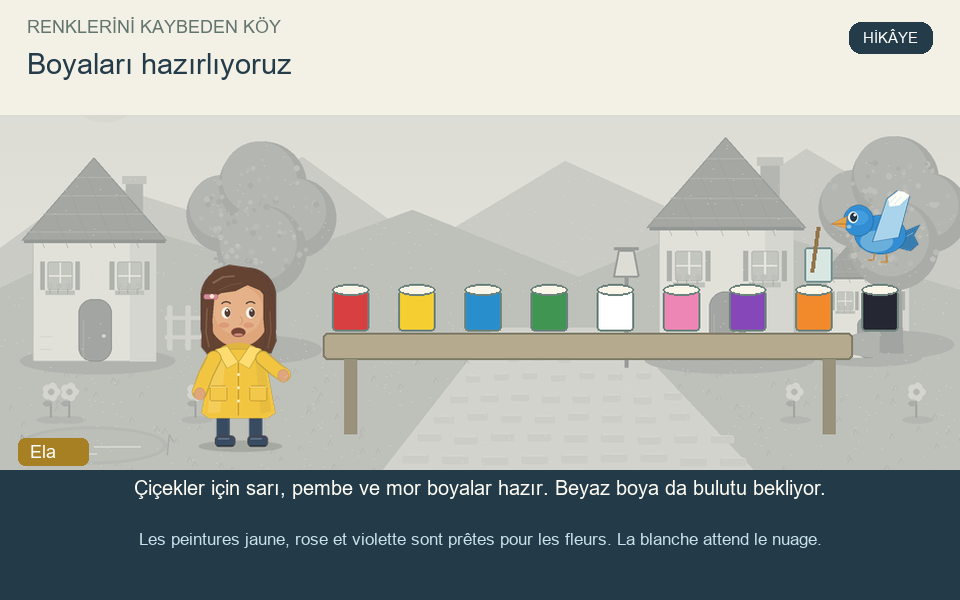 RENKLERİNİ KAYBEDEN KÖY
Boyaları hazırlıyoruz
HİKÂYE
Ela
Çiçekler için sarı, pembe ve mor boyalar hazır. Beyaz boya da bulutu bekliyor.
Les peintures jaune, rose et violette sont prêtes pour les fleurs. La blanche attend le nuage.